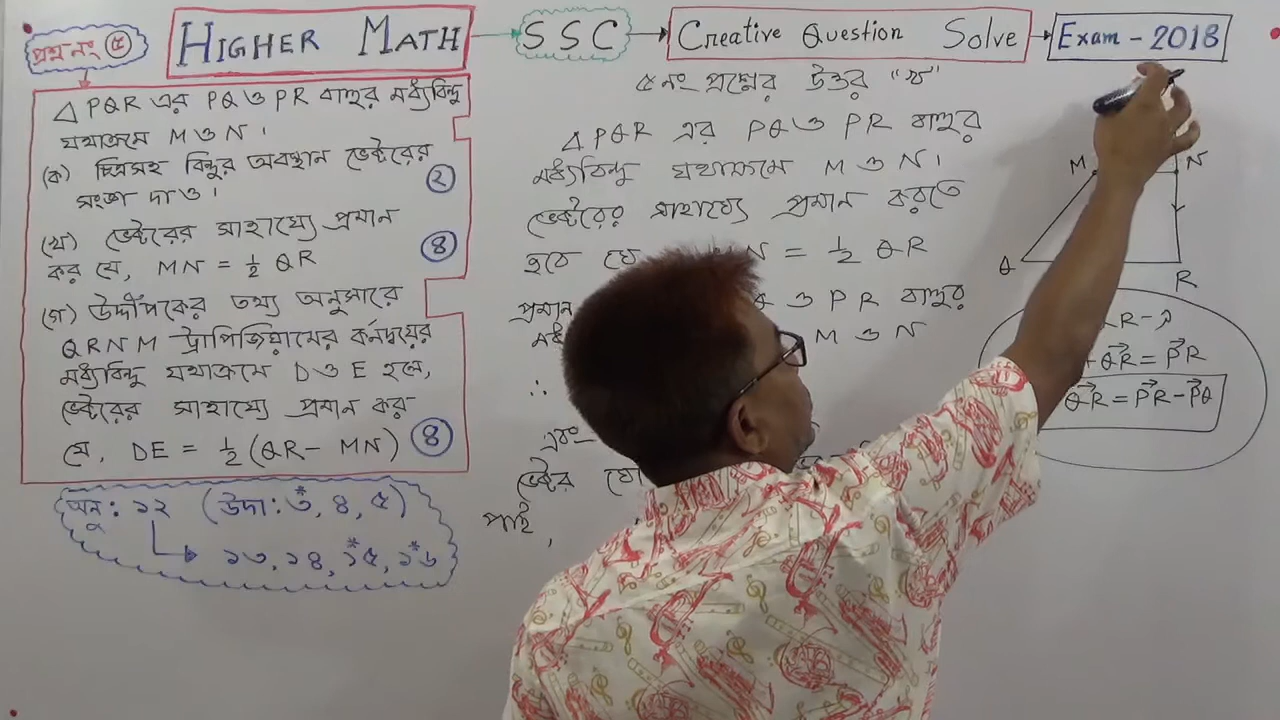 প্রশ্ন নং ৫
HIGHER MATH
SSC
Creative Question Solve
Exam - 2018
△ PQR এর PQ ও PR বাহুর মধ্যবিন্দু
যথাক্রমে M ও N ।
(ক) চিত্রসহ বিন্দুর অবস্থান ভেক্টরের
সংজ্ঞা দাও।
২
(খ) ভেক্টরের সাহায্যে প্রমান
কর যে, MN = ½ QR
৪
(গ) উদ্দীপকের তথ্য অনুসারে
QRNM ট্রাপিজিয়ামের কর্নদ্বয়ের
মধ্যবিন্দু যথাক্রমে D ও E হলে,
ভেক্টরের সাহায্যে প্রমান কর
যে, DE = ½ (QR - MN)
৪
অনু: ১২ (উদা: ৩*, ৪, ৫)
১৩, ১৪, ১৫*, ১৬*
৫ নং প্রশ্নের উত্তর "খ"
△ PQR এর PQ ও PR বাহুর
মধ্যবিন্দু যথাক্রমে M ও N ।
ভেক্টরের সাহায্যে প্রমান করতে
হবে যে N = ½ QR
প্রমান Q ও PR বাহুর
M ও N
∴
এবং
ভেক্টর
পাই,
M
N
Q
R
QR = PR
QR = PR - PQ